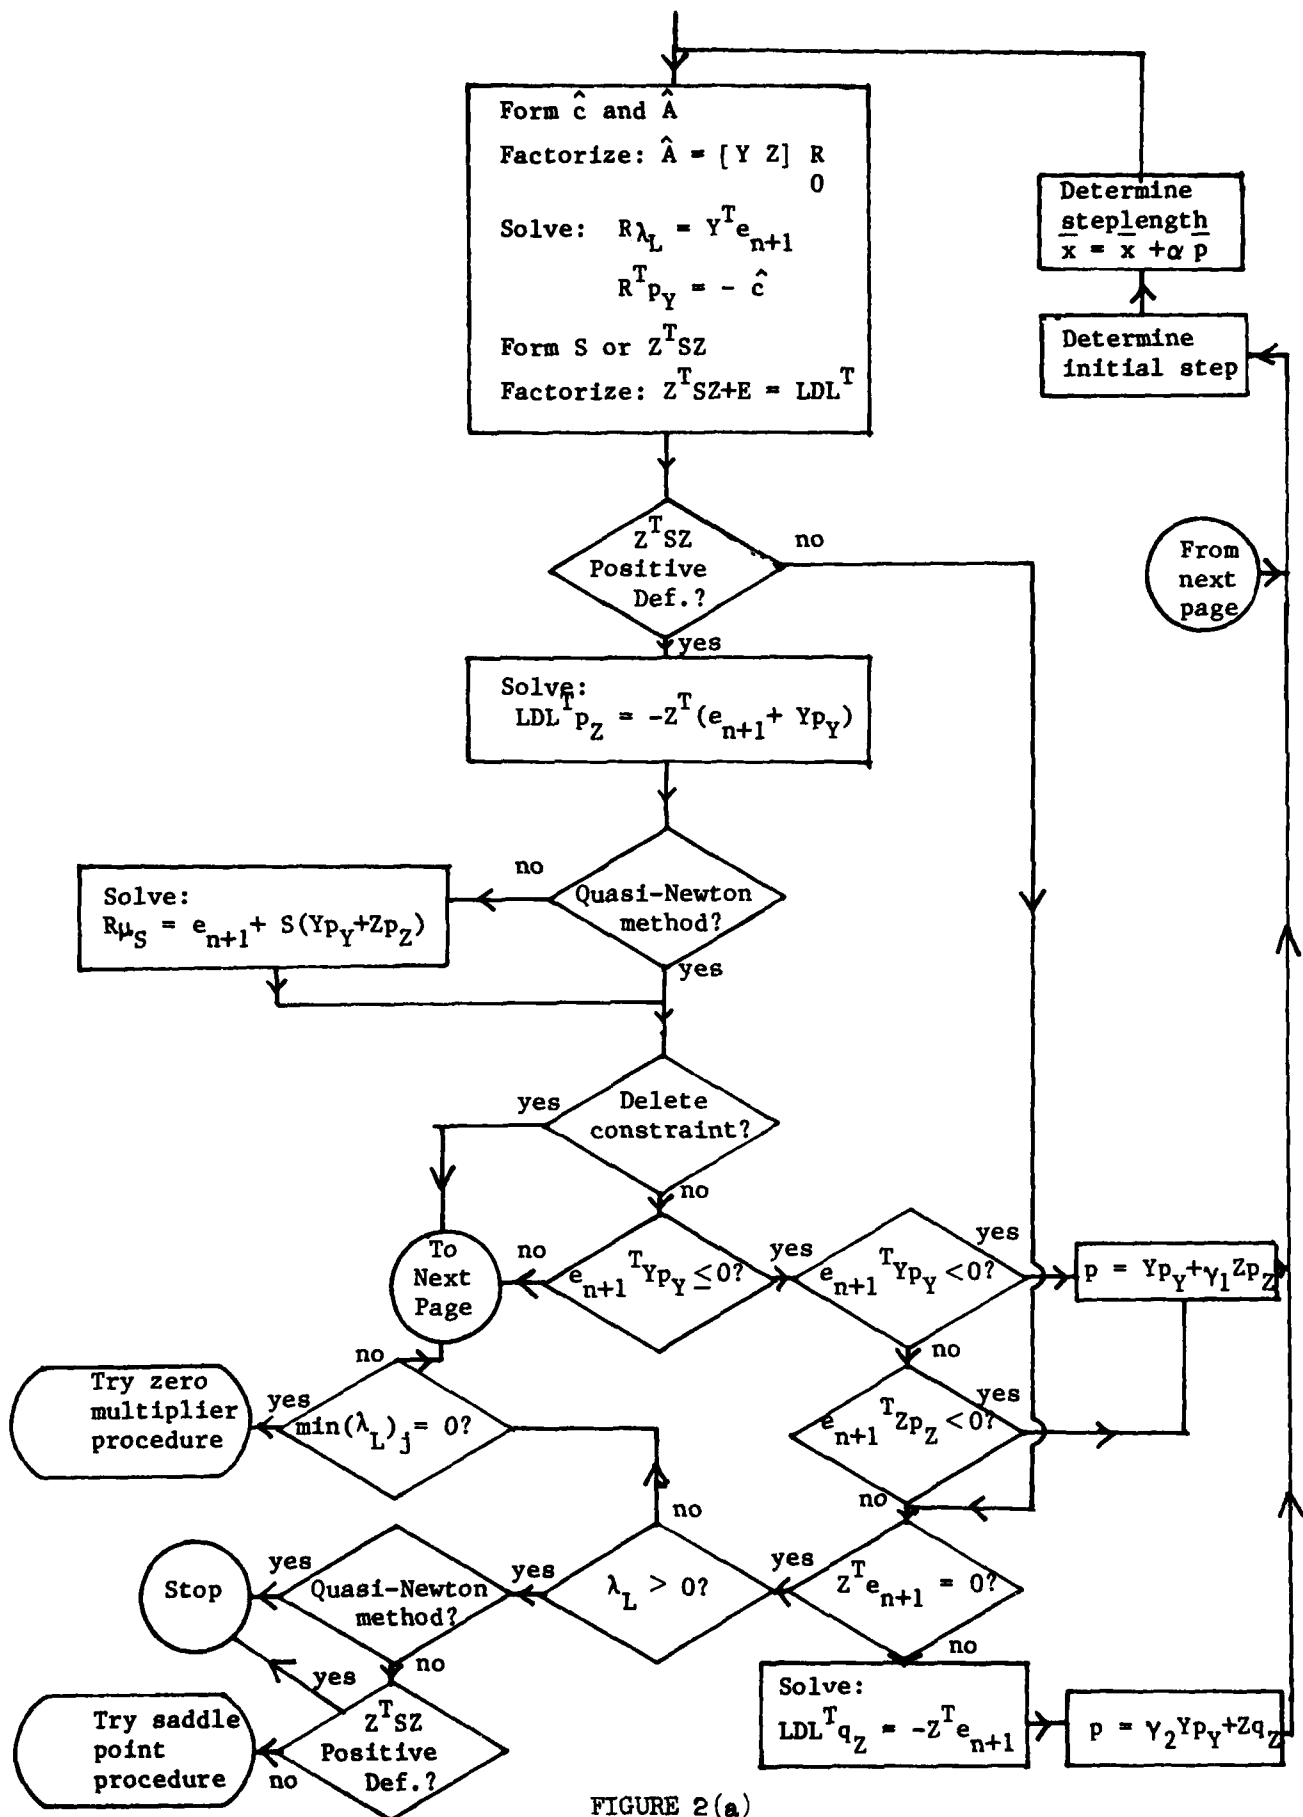 Form ĉ and Â
Factorize: Â = [Y Z] R
0
Solve: Rλ_L = Y^T e_{n+1}
R^T p_Y = - ĉ
Form S or Z^T SZ
Factorize: Z^T SZ+E = LDL^T
Determine
steplength
x̄ = x̄ +α p̄
Determine
initial step
Z^T SZ
Positive
Def.?
no
yes
From
next
page
Solve:
LDL^T p_Z = -Z^T (e_{n+1}+ Yp_Y)
Quasi-Newton
method?
no
yes
Solve:
Rμ_S = e_{n+1}+ S(Yp_Y+Zp_Z)
Delete
constraint?
yes
no
To
Next
Page
no
e_{n+1}^T Yp_Y ≤0?
yes
e_{n+1}^T Yp_Y <0?
yes
p = Yp_Y+γ_1 Zp_Z
no
e_{n+1}^T Zp_Z <0?
yes
no
Try zero
multiplier
procedure
yes
min(λ_L)_j = 0?
no
no
Stop
yes
Quasi-Newton
method?
yes
λ_L > 0?
yes
Z^T e_{n+1} = 0?
no
no
yes
Try saddle
point
procedure
no
Z^T SZ
Positive
Def.?
Solve:
LDL^T q_Z = -Z^T e_{n+1}
p = γ_2 Yp_Y+Zq_Z
FIGURE 2(a)